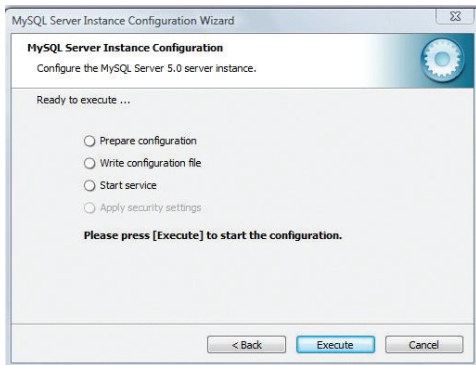 MySQL Server Instance Configuration Wizard
MySQL Server Instance Configuration
Configure the MySQL Server 5.0 server instance.
Ready to execute ...
Prepare configuration
Write configuration file
Start service
Apply security settings
Please press [Execute] to start the configuration.
< Back Execute Cancel